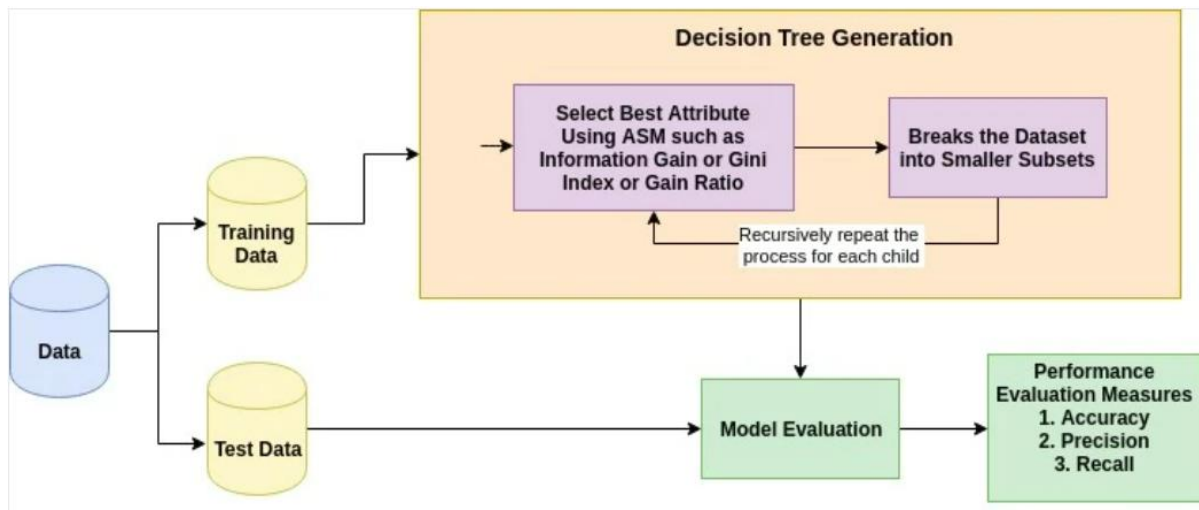 Decision Tree Generation
Select Best Attribute
Using ASM such as
Information Gain or Gini
Index or Gain Ratio
Breaks the Dataset
into Smaller Subsets
Recursively repeat the
process for each child
Training
Data
Data
Test Data
Model Evaluation
Performance
Evaluation Measures
1. Accuracy
2. Precision
3. Recall